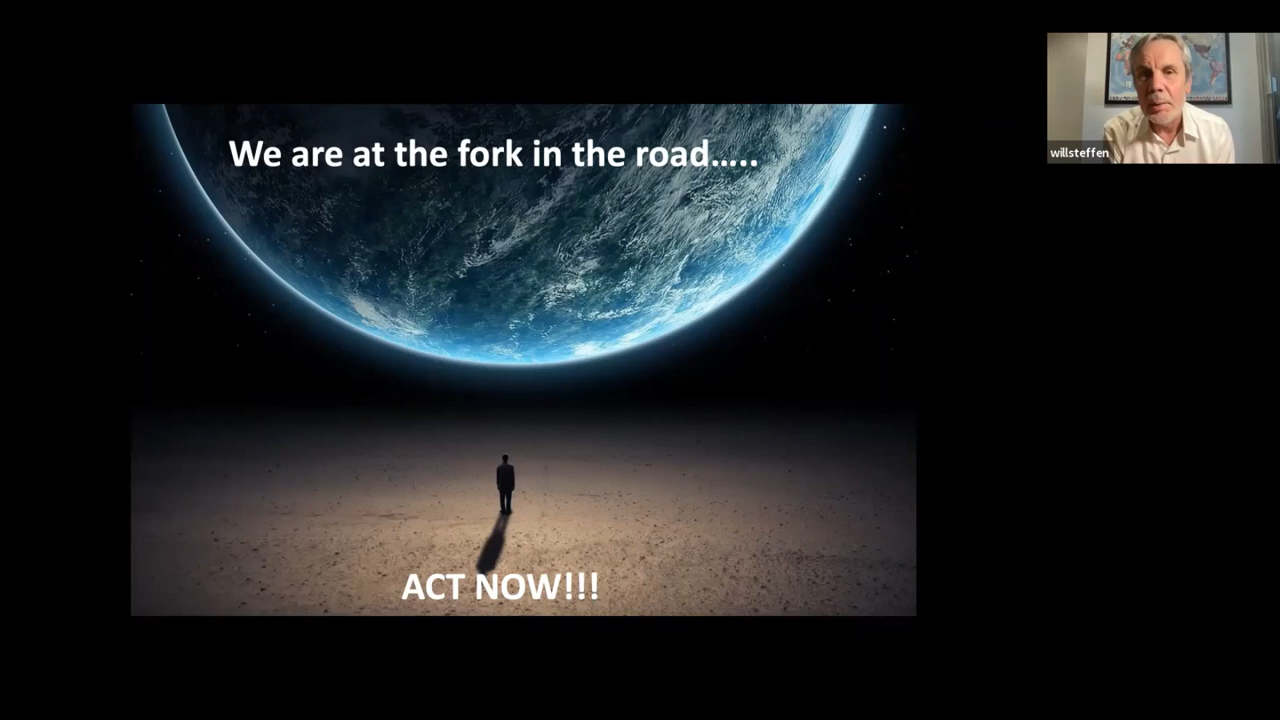 We are at the fork in the road.....
willsteffen
ACT NOW!!!